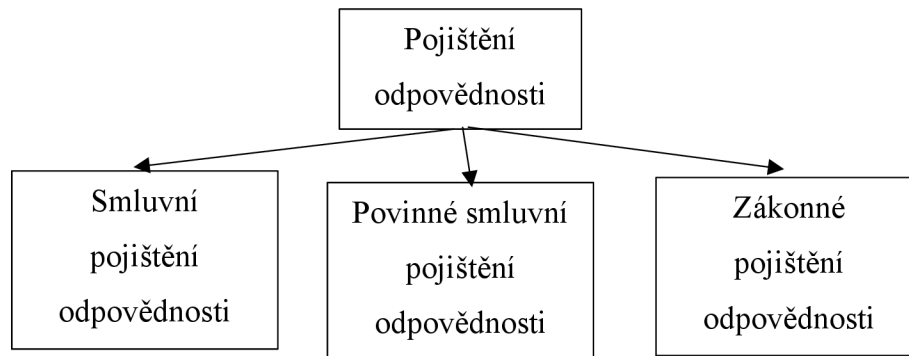 Pojištění
odpovědnosti
Smluvní
pojištění
odpovědnosti
Povinné smluvní
pojištění
odpovědnosti
Zákonné
pojištění
odpovědnosti